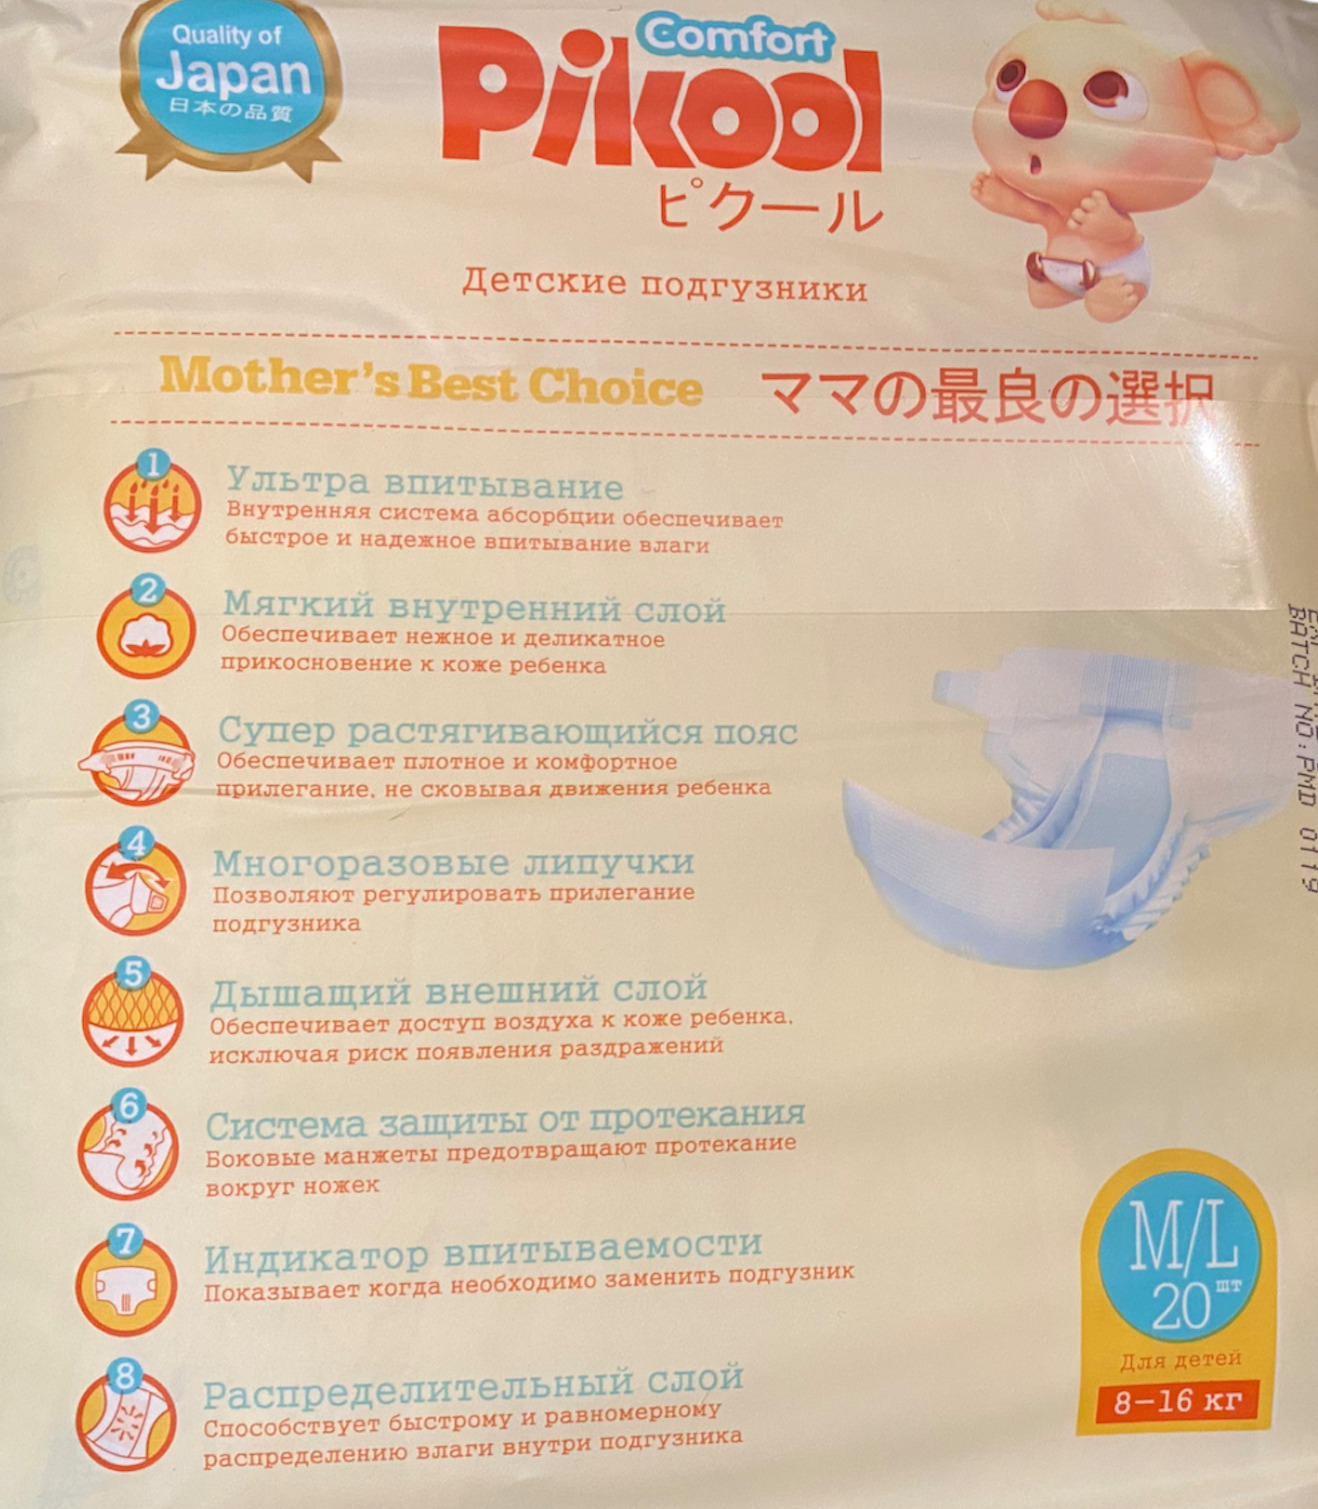 Quality of
Japan
日本の品質
Comfort
Pikool
ピクール
Детские подгузники
Mother's Best Choice ママの最良の選択
1
Ультра впитывание
Внутренняя система абсорбции обеспечивает
быстрое и надежное впитывание влаги
2
Мягкий внутренний слой
Обеспечивает нежное и деликатное
прикосновение к коже ребенка
3
Супер растягивающийся пояс
Обеспечивает плотное и комфортное
прилегание, не сковывая движения ребенка
4
Многоразовые липучки
Позволяют регулировать прилегание
подгузника
5
Дышащий внешний слой
Обеспечивает доступ воздуха к коже ребенка,
исключая риск появления раздражений
6
Система защиты от протекания
Боковые манжеты предотвращают протекание
вокруг ножек
7
Индикатор впитываемости
Показывает когда необходимо заменить подгузник
8
Распределительный слой
Способствует быстрому и равномерному
распределению влаги внутри подгузника
BATCH NO:PMD 0119
M/L
20 шт
Для детей
8-16 кг